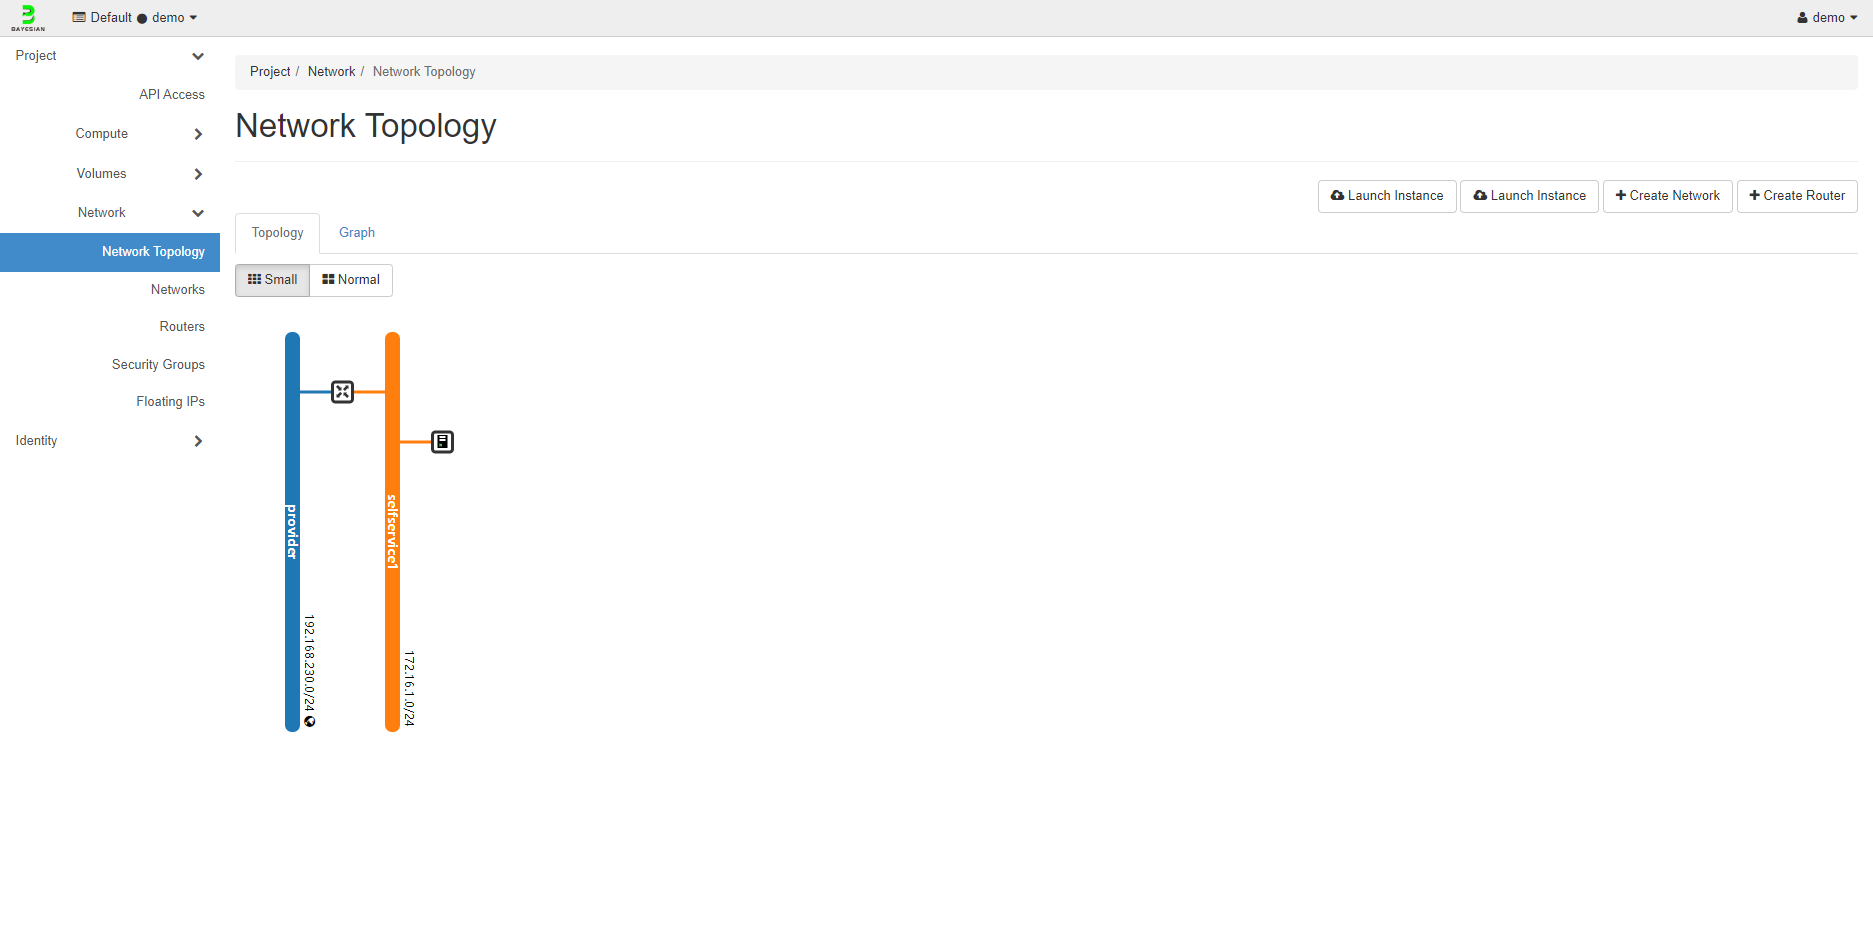 BAYESIAN
Default ● demo
demo
Project
API Access
Compute
Volumes
Network
Network Topology
Networks
Routers
Security Groups
Floating IPs
Identity
Project / Network / Network Topology
Network Topology
Launch Instance
Launch Instance
Create Network
Create Router
Topology
Graph
Small
Normal
provider
192.168.230.0/24
selfservice1
172.16.1.0/24